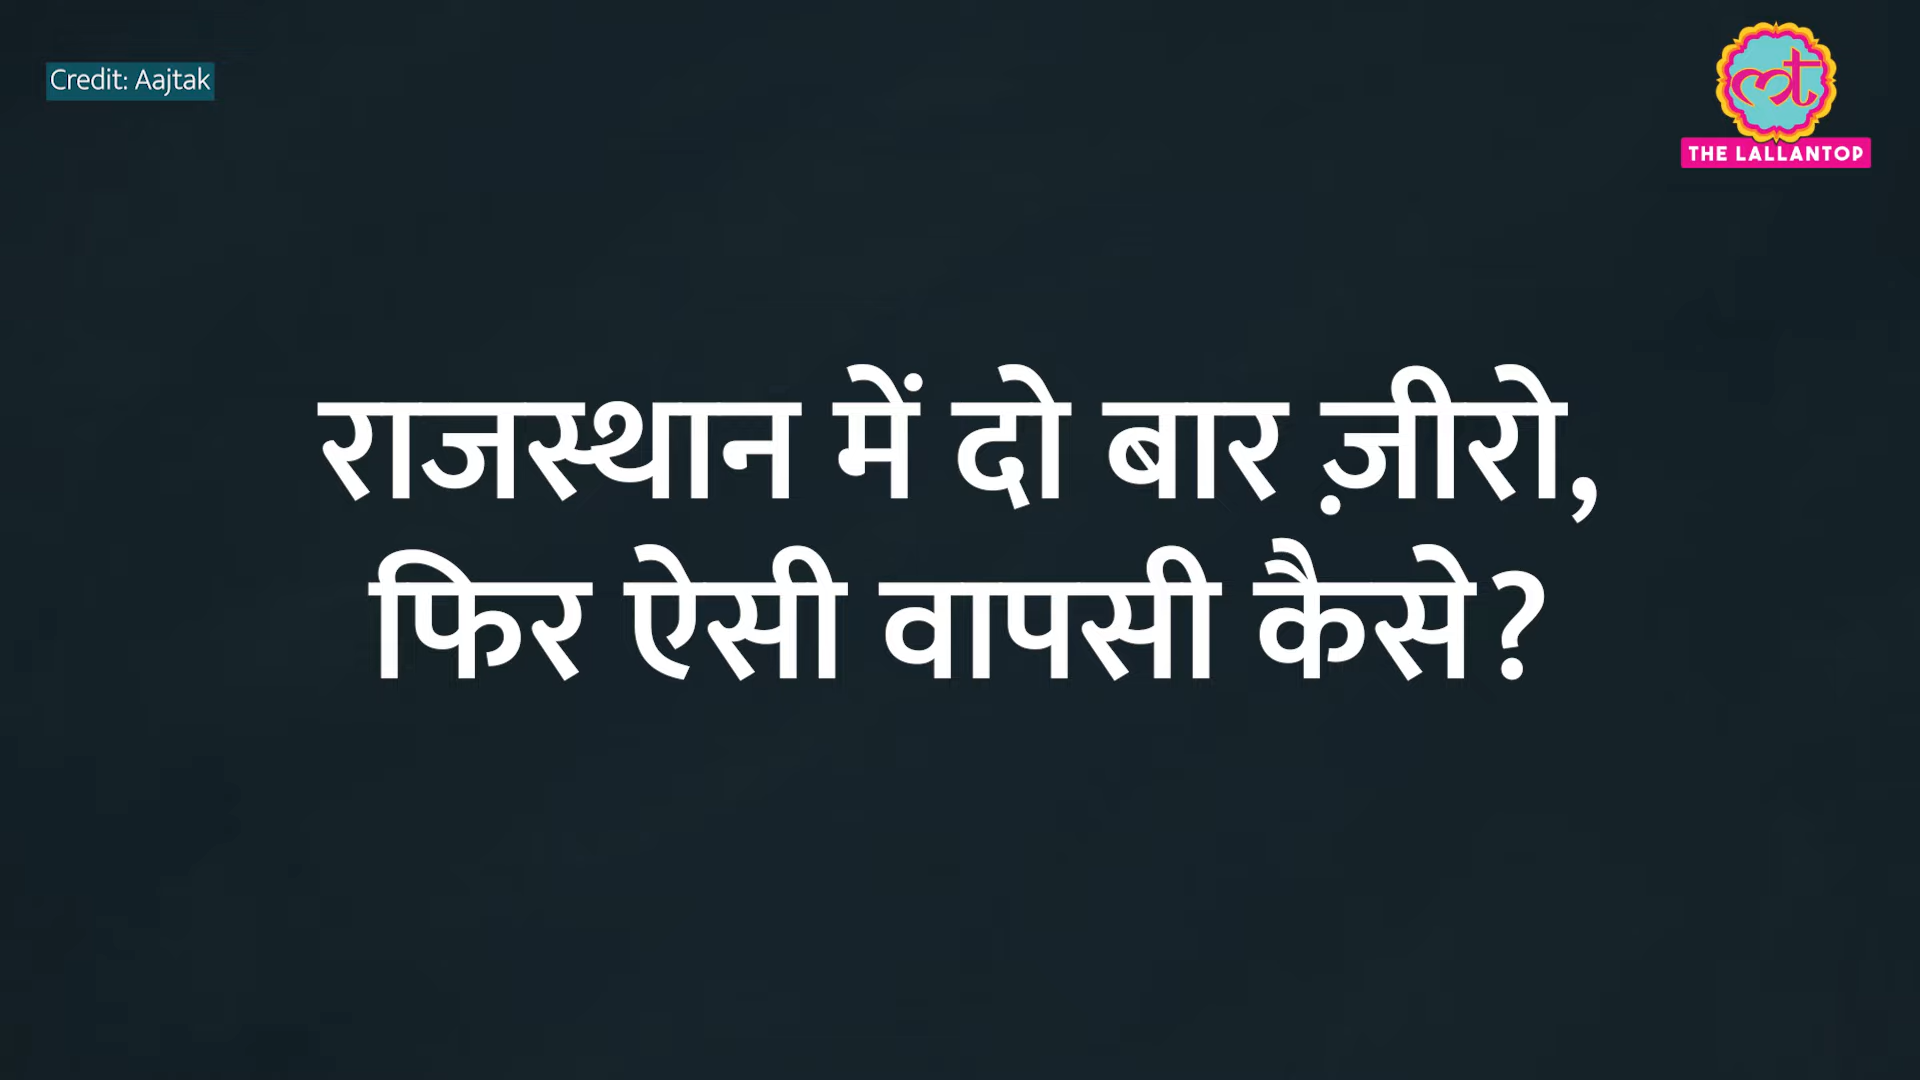 Credit: Aajtak
THE LALLANTOP
राजस्थान में दो बार ज़ीरो,
फिर ऐसी वापसी कैसे?